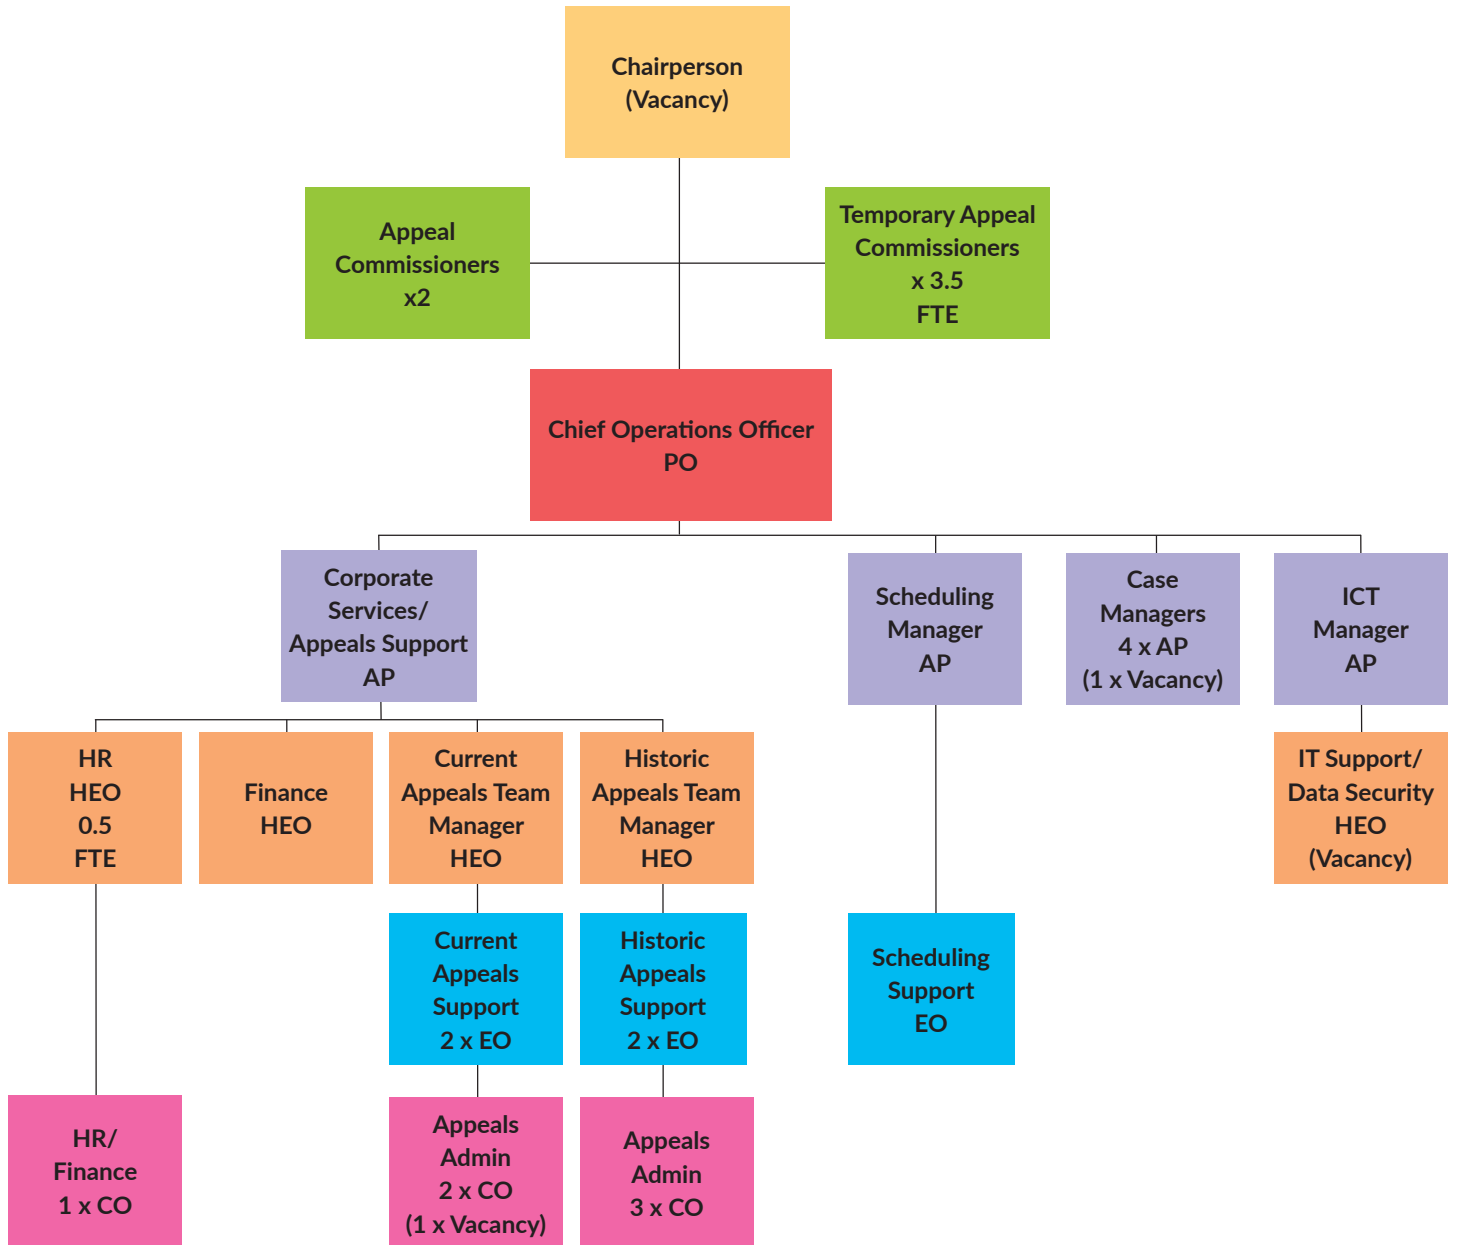 Chairperson
(Vacancy)
Appeal
Commissioners
x2
Temporary Appeal
Commissioners
x 3.5
FTE
Chief Operations Officer
PO
Corporate
Services/
Appeals Support
AP
Scheduling
Manager
AP
Case
Managers
4 x AP
(1 x Vacancy)
ICT
Manager
AP
HR
HEO
0.5
FTE
Finance
HEO
Current
Appeals Team
Manager
HEO
Historic
Appeals Team
Manager
HEO
IT Support/
Data Security
HEO
(Vacancy)
Current
Appeals
Support
2 x EO
Historic
Appeals
Support
2 x EO
Scheduling
Support
EO
HR/
Finance
1 x CO
Appeals
Admin
2 x CO
(1 x Vacancy)
Appeals
Admin
3 x CO